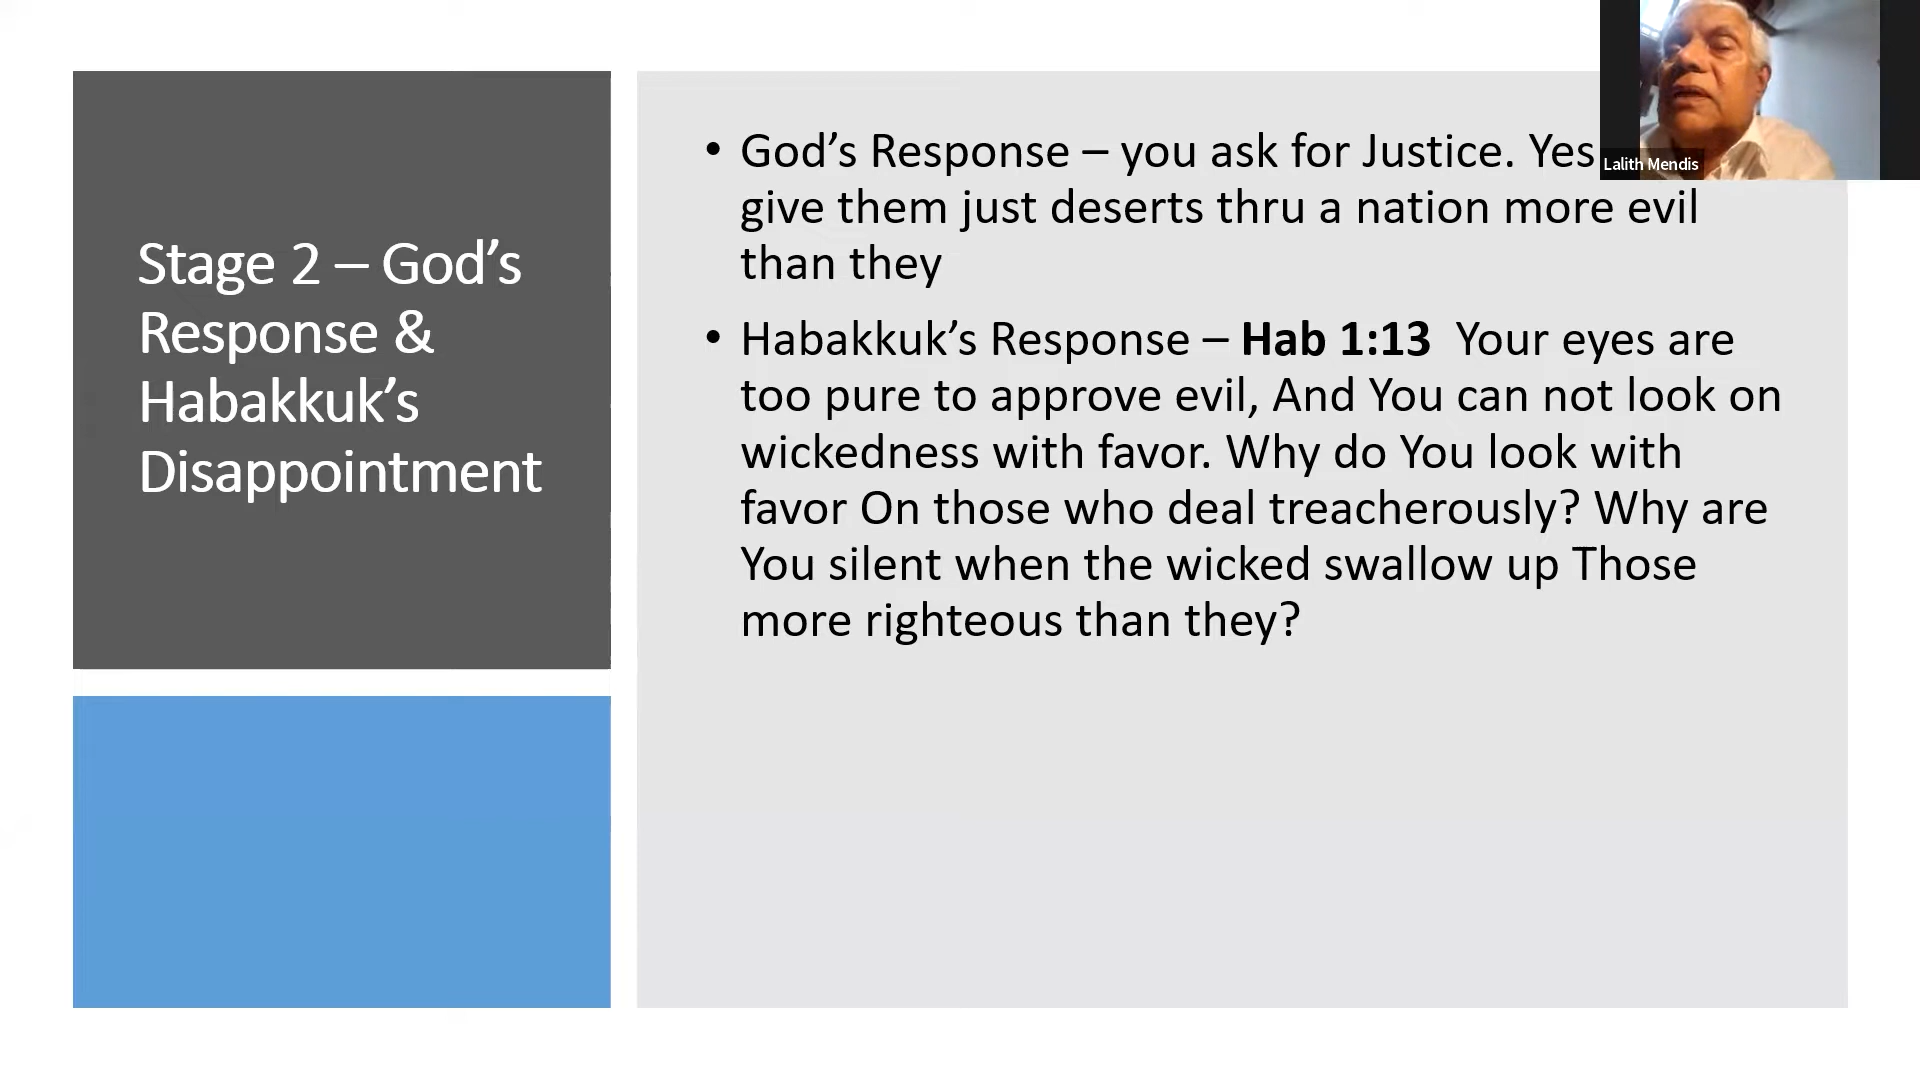 Stage 2 – God’s
Response &
Habakkuk’s
Disappointment
• God’s Response – you ask for Justice. Yes
give them just deserts thru a nation more evil
than they
• Habakkuk’s Response – Hab 1:13  Your eyes are
too pure to approve evil, And You can not look on
wickedness with favor. Why do You look with
favor On those who deal treacherously? Why are
You silent when the wicked swallow up Those
more righteous than they?
Lalith Mendis